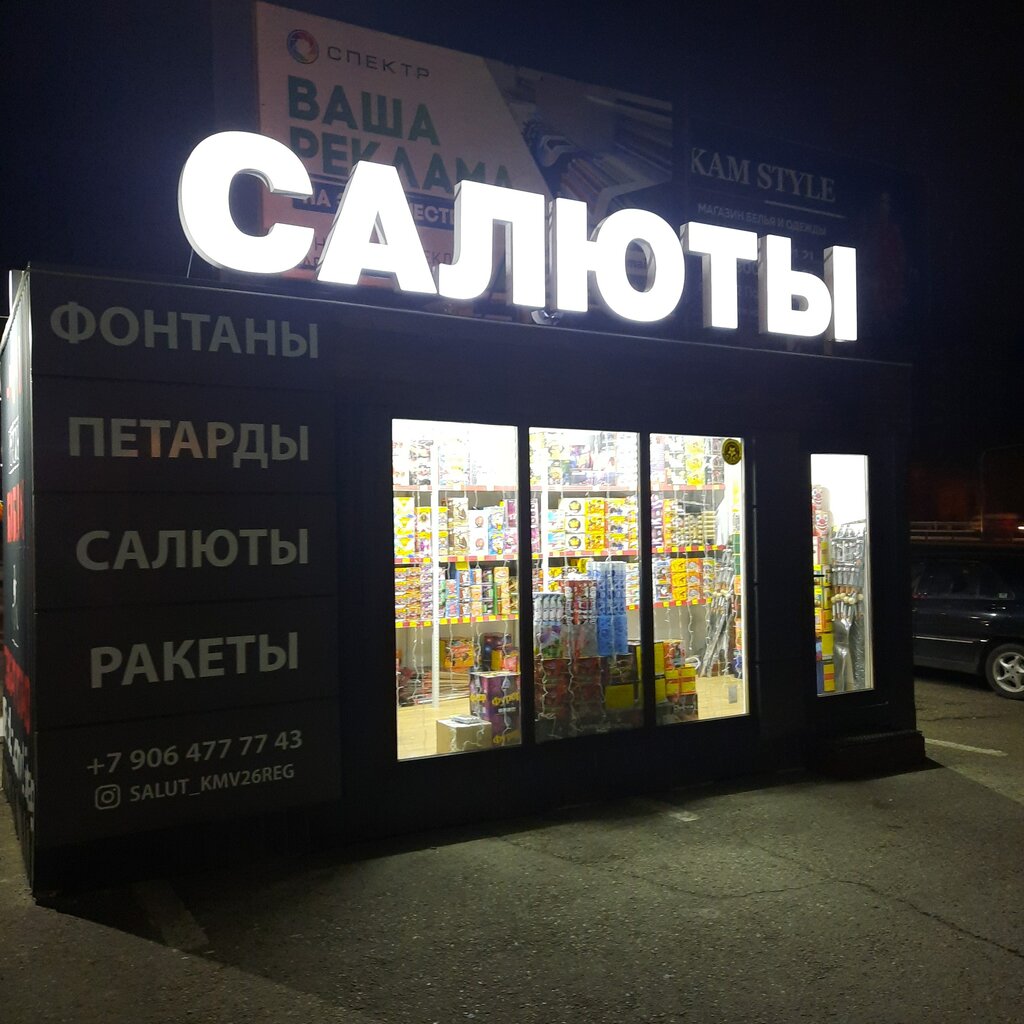 СПЕКТР
ВАША
РЕКЛАМА
НА
KAM STYLE
МАГАЗИН БЕЛЬЯ И ОДЕЖДЫ
САЛЮТЫ
ФОНТАНЫ
ПЕТАРДЫ
САЛЮТЫ
РАКЕТЫ
+7 906 477 77 43
SALUT_KMV26REG